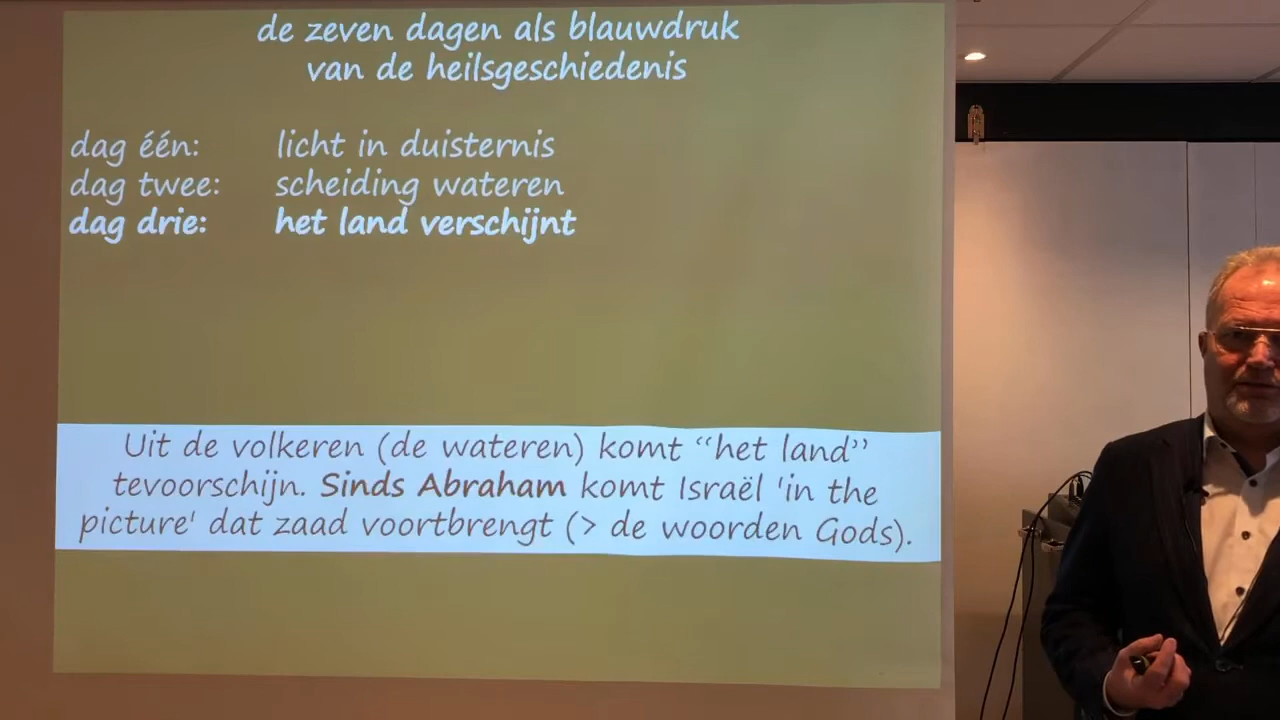 de zeven dagen als blauwdruk
van de heilsgeschiedenis
dag één: licht in duisternis
dag twee: scheiding wateren
dag drie: het land verschijnt
Uit de volkeren (de wateren) komt “het land”
tevoorschijn. Sinds Abraham komt Israël 'in the
picture' dat zaad voortbrengt (> de woorden Gods).